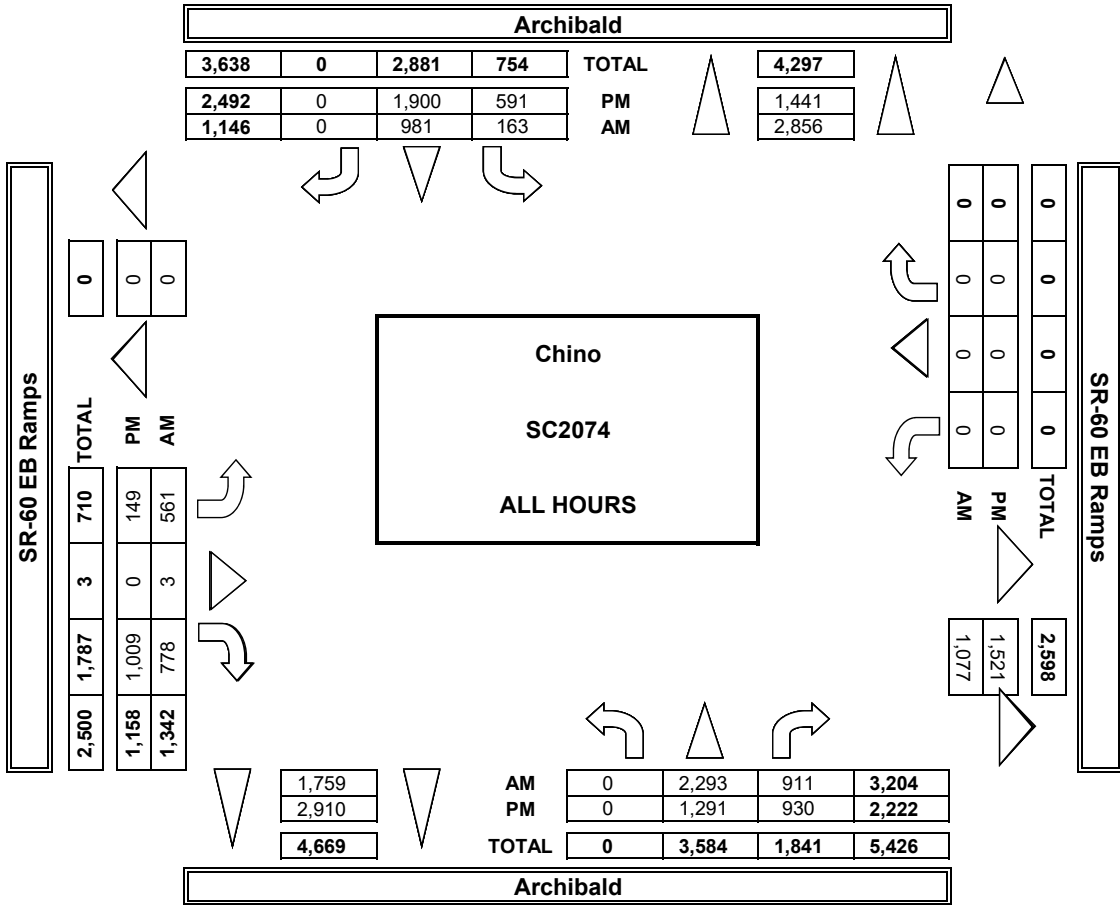 Archibald
3,638 0 2,881 754 TOTAL 4,297
2,492 0 1,900 591 PM 1,441
1,146 0 981 163 AM 2,856
SR-60 EB Ramps
0 0 0
TOTAL PM AM
710 149 561
3 0 3
1,787 1,009 778
2,500 1,158 1,342
Chino
SC2074
ALL HOURS
0 0 0
0 0 0
0 0 0
0 0 0
AM PM TOTAL
1,077 1,521 2,598
SR-60 EB Ramps
1,759 AM 0 2,293 911 3,204
2,910 PM 0 1,291 930 2,222
4,669 TOTAL 0 3,584 1,841 5,426
Archibald